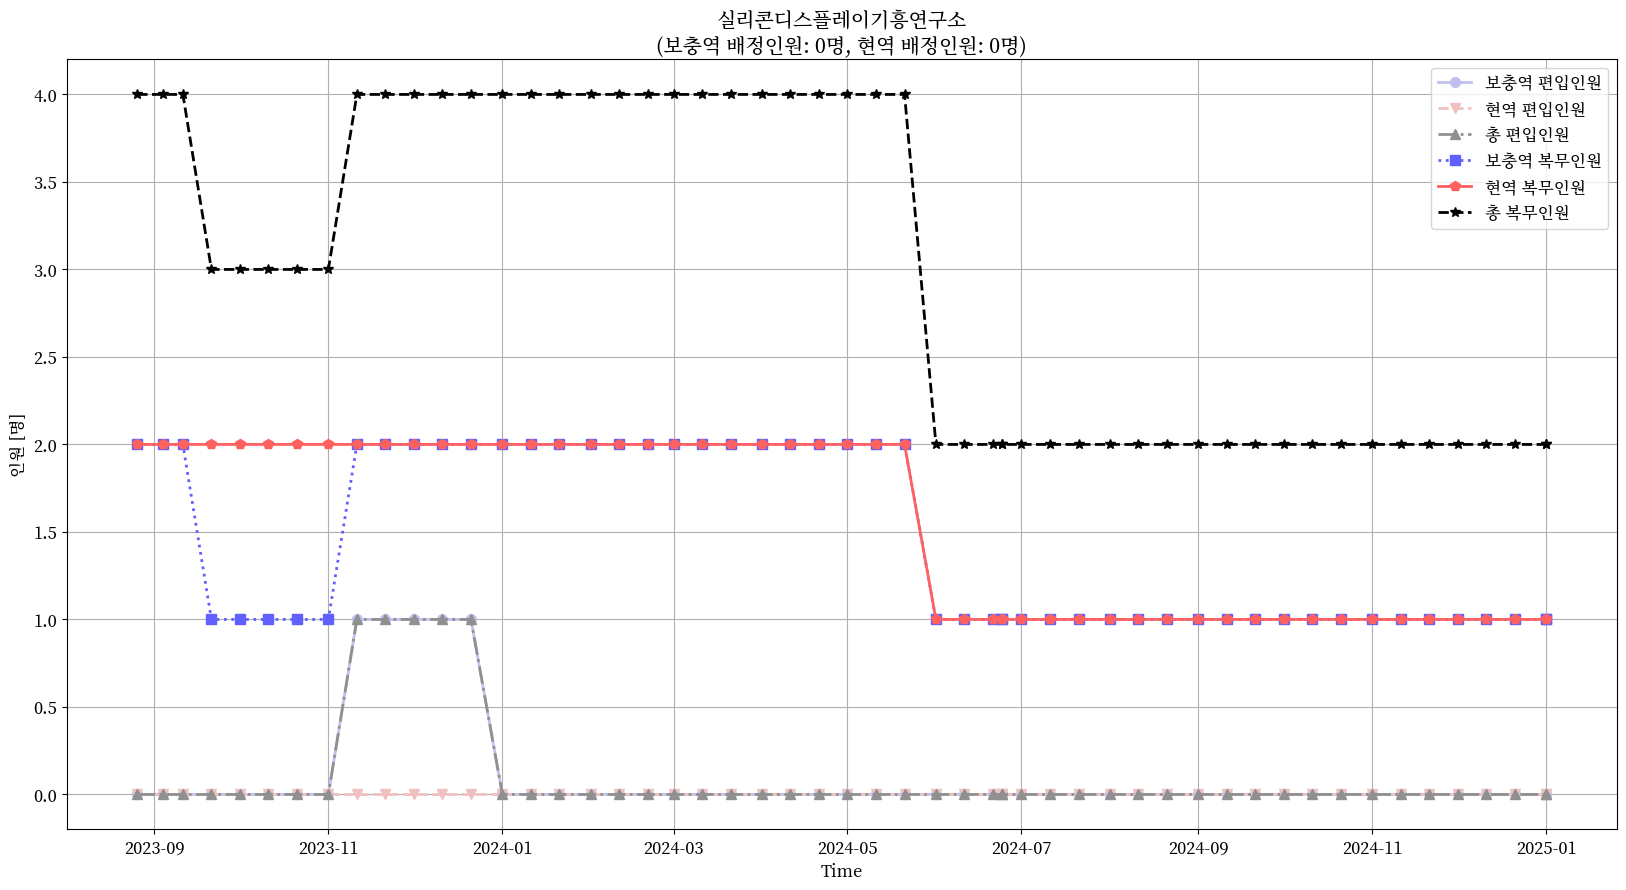 실리콘디스플레이기흥연구소
(보충역 배정인원: 0명, 현역 배정인원: 0명)
보충역 편입인원
현역 편입인원
총 편입인원
보충역 복무인원
현역 복무인원
총 복무인원
인원 [명]
4.0
3.5
3.0
2.5
2.0
1.5
1.0
0.5
0.0
2023-09
2023-11
2024-01
2024-03
2024-05
2024-07
2024-09
2024-11
2025-01
Time